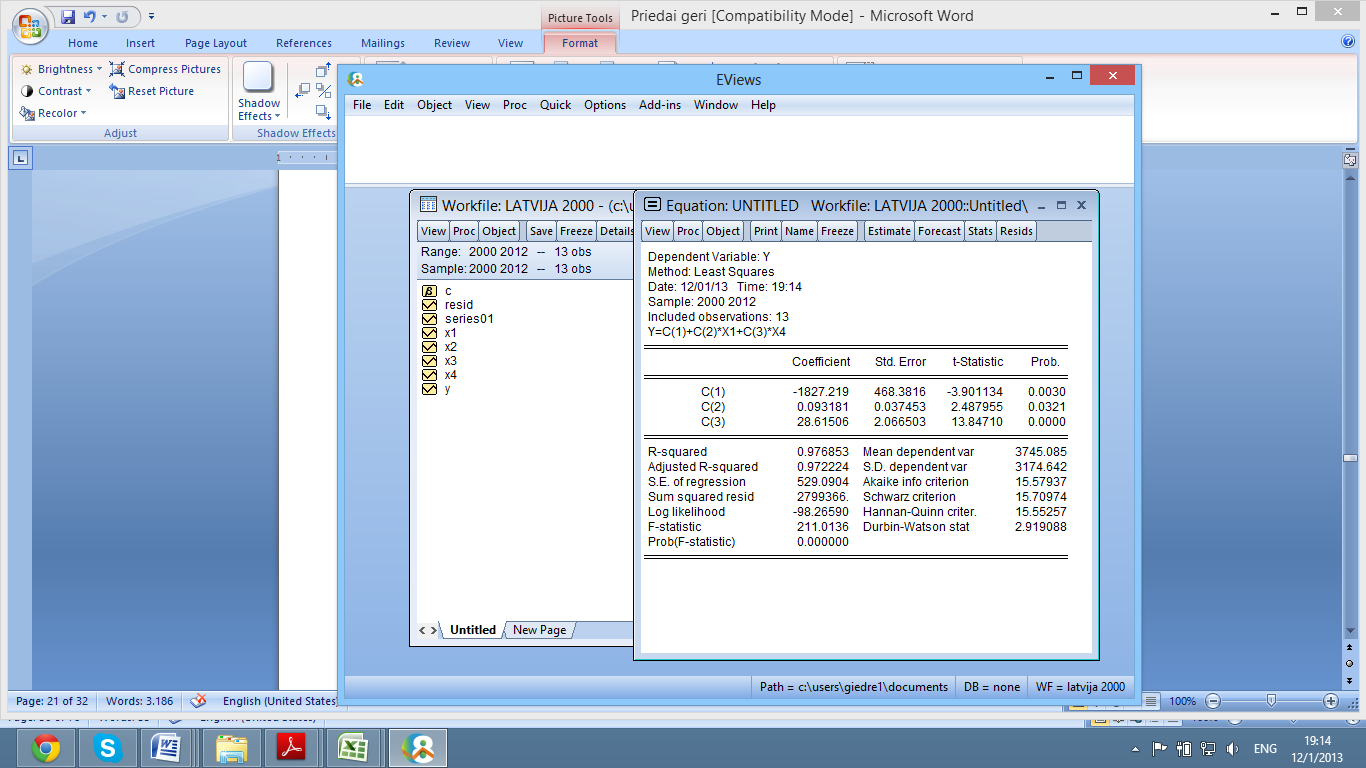 Picture Tools
Priedai geri [Compatibility Mode] - Microsoft Word
Home Insert Page Layout References Mailings Review View Format
Brightness Compress Pictures
Contrast Reset Picture
Recolor
Adjust
Shadow Effects
Shadow Effects
1
EViews
File Edit Object View Proc Quick Options Add-ins Window Help
Workfile: LATVIJA 2000 - (c:\u
View Proc Object Save Freeze Details
Range: 2000 2012 -- 13 obs
Sample: 2000 2012 -- 13 obs
c
resid
series01
x1
x2
x3
x4
y
Untitled New Page
Equation: UNTITLED Workfile: LATVIJA 2000::Untitled\
View Proc Object Print Name Freeze Estimate Forecast Stats Resids
Dependent Variable: Y
Method: Least Squares
Date: 12/01/13 Time: 19:14
Sample: 2000 2012
Included observations: 13
Y=C(1)+C(2)*X1+C(3)*X4
Coefficient Std. Error t-Statistic Prob.
C(1) -1827.219 468.3816 -3.901134 0.0030
C(2) 0.093181 0.037453 2.487955 0.0321
C(3) 28.61506 2.066503 13.84710 0.0000
R-squared 0.976853 Mean dependent var 3745.085
Adjusted R-squared 0.972224 S.D. dependent var 3174.642
S.E. of regression 529.0904 Akaike info criterion 15.57937
Sum squared resid 2799366. Schwarz criterion 15.70974
Log likelihood -98.26590 Hannan-Quinn criter. 15.55257
F-statistic 211.0136 Durbin-Watson stat 2.919088
Prob(F-statistic) 0.000000
Path = c:\users\giedre1\documents DB = none WF = latvija 2000
Page: 21 of 32 Words: 3.186 English (United States) 100%
ENG
19:14
12/1/2013